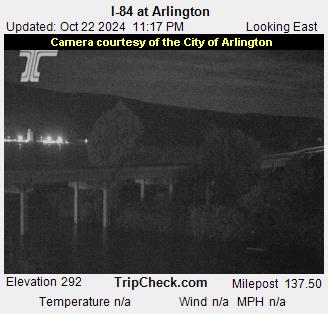 I-84 at Arlington
Updated: Oct 22 2024 11:17 PM Looking East
Camera courtesy of the City of Arlington
Elevation 292 TripCheck.com Milepost 137.50
Temperature n/a Wind n/a MPH n/a